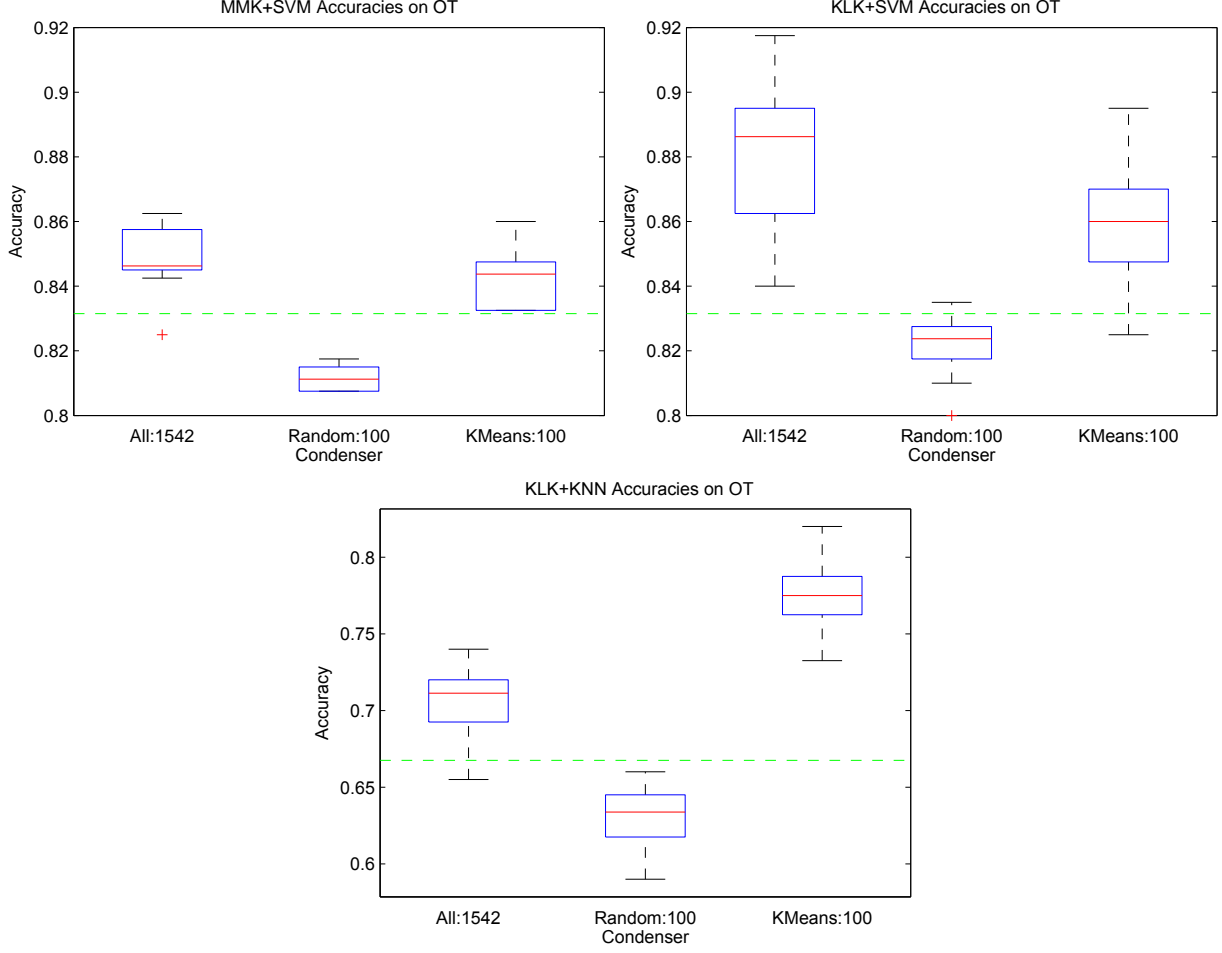 MMK+SVM Accuracies on OT
0.92
0.9
0.88
0.86
0.84
0.82
0.8
Accuracy
All:1542 Random:100 KMeans:100
Condenser
KLK+SVM Accuracies on OT
0.92
0.9
0.88
0.86
0.84
0.82
0.8
Accuracy
All:1542 Random:100 KMeans:100
Condenser
KLK+KNN Accuracies on OT
0.8
0.75
0.7
0.65
0.6
Accuracy
All:1542 Random:100 KMeans:100
Condenser